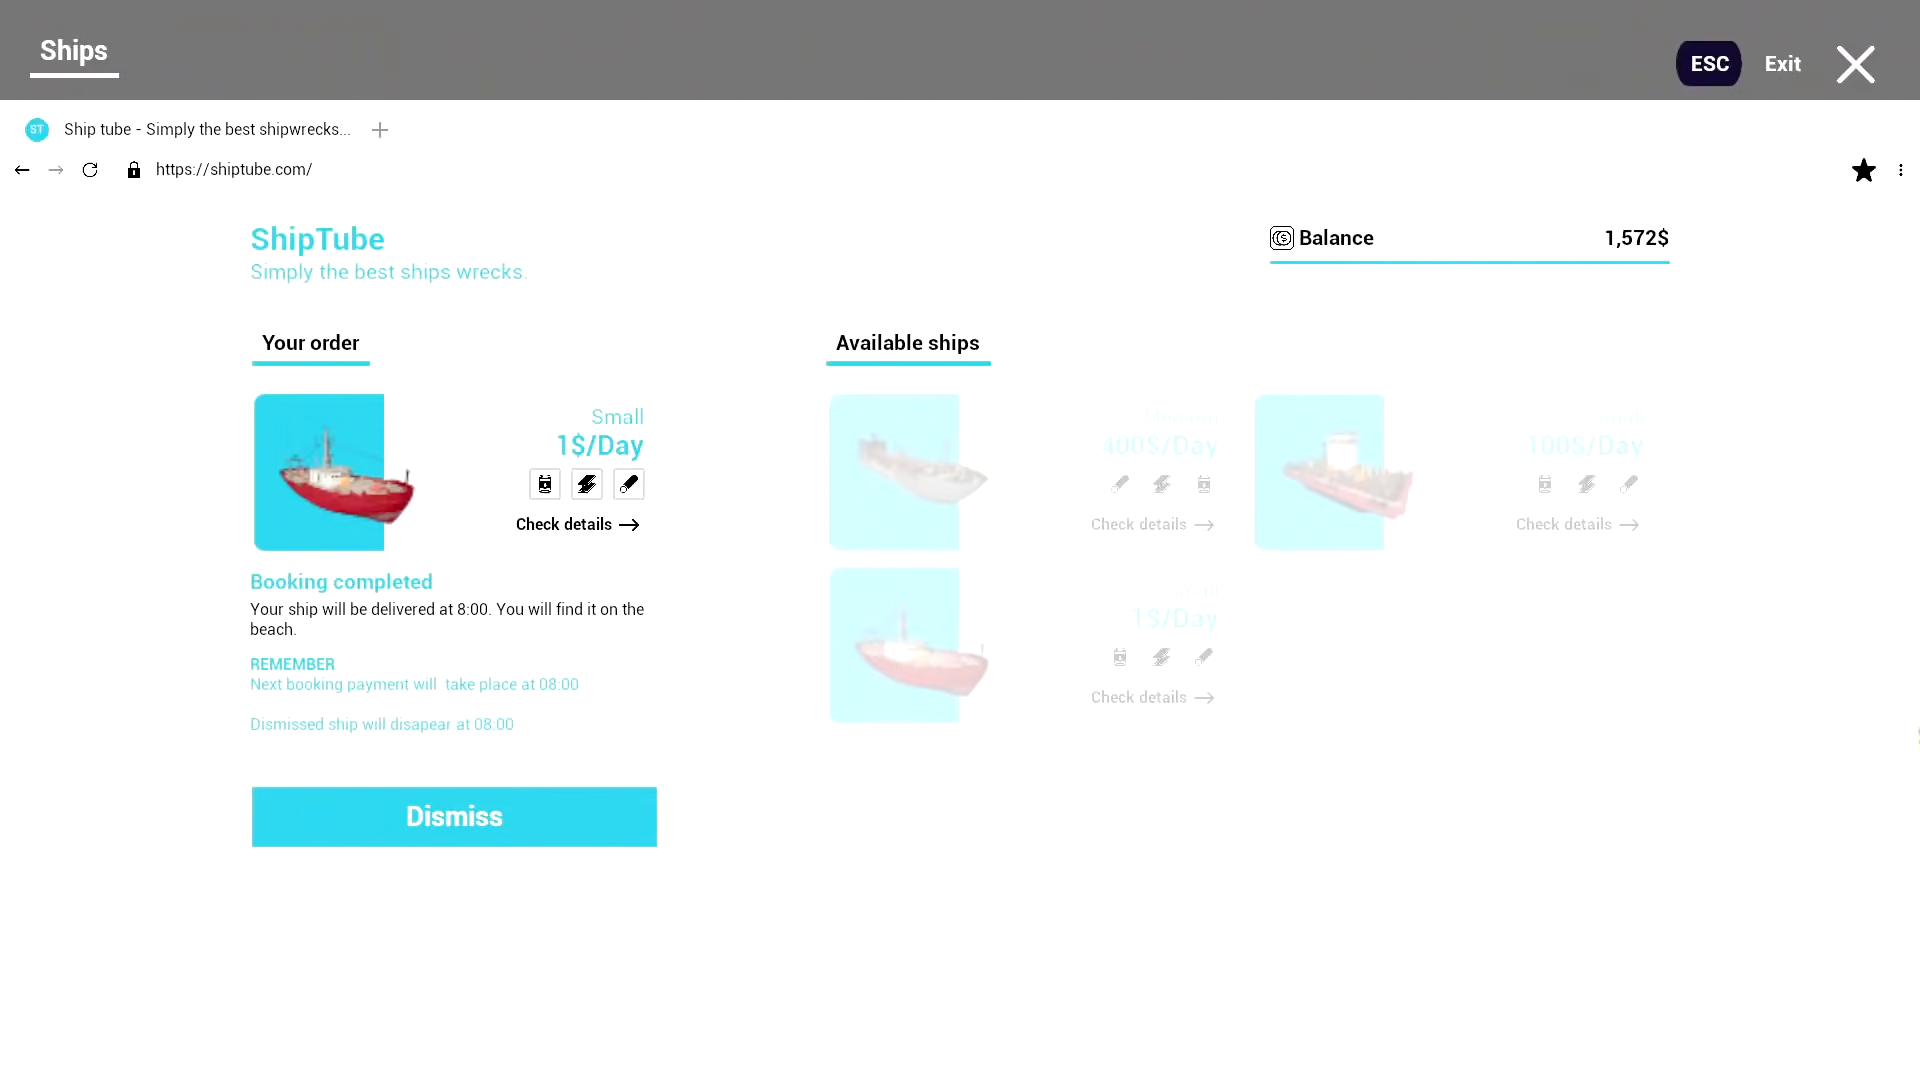 Ships
ESC Exit
ST Ship tube - Simply the best shipwrecks...
https://shiptube.com/
ShipTube
Simply the best ships wrecks.
Balance 1,572$
Your order
Available ships
Small
1$/Day
Check details
Booking completed
Your ship will be delivered at 8:00. You will find it on the
beach.
REMEMBER
Next booking payment will take place at 08:00
Dismissed ship will disapear at 08:00
Dismiss
Medium
400$/Day
Check details
Small
100$/Day
Check details
Small
1$/Day
Check details